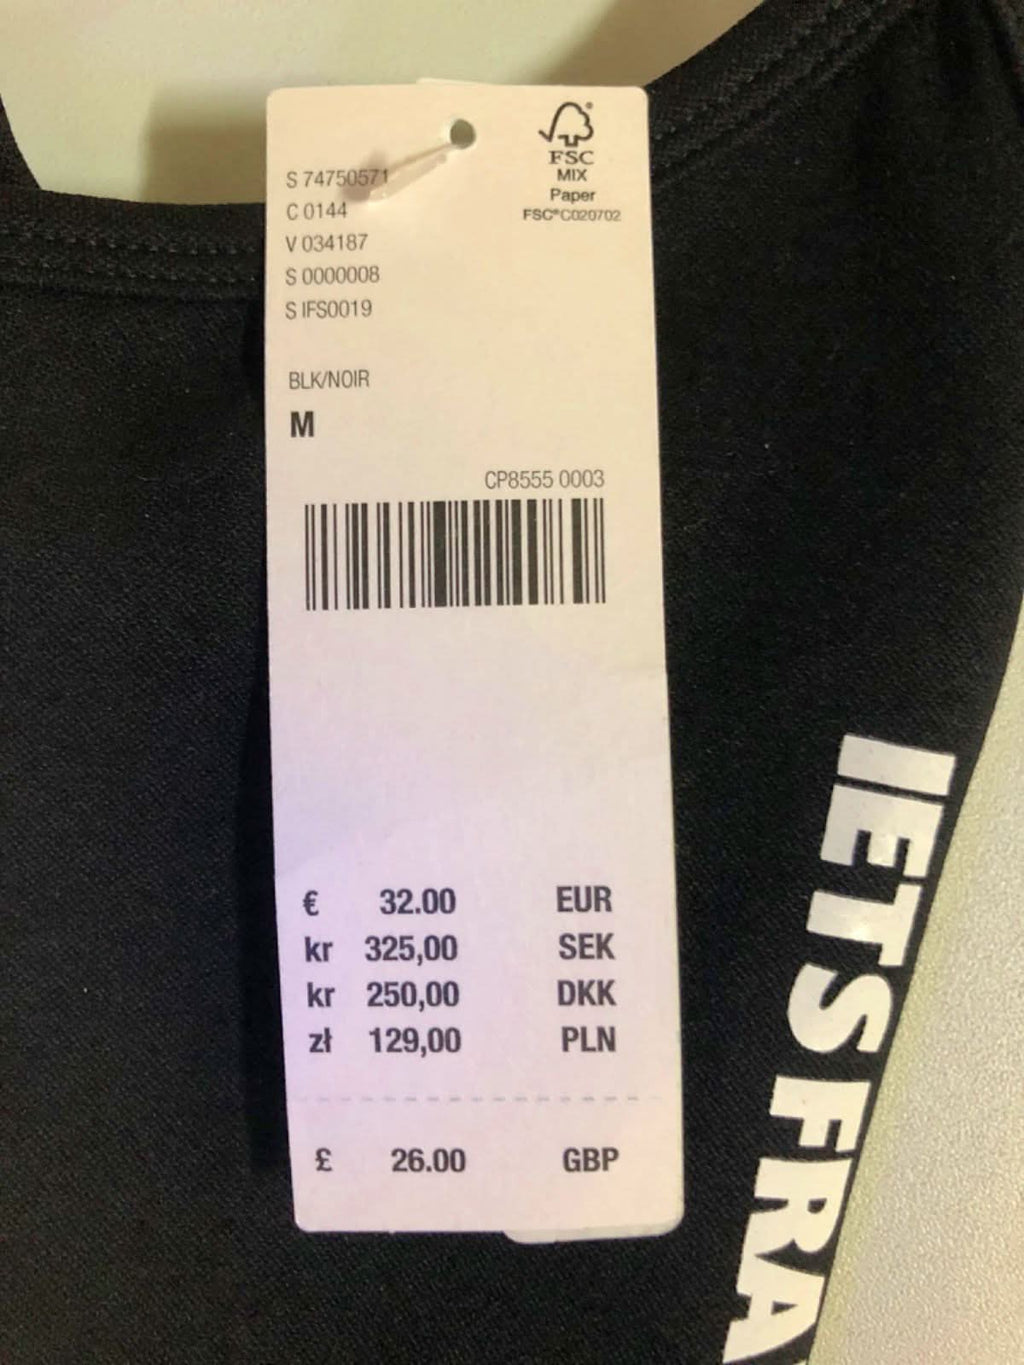 S 74750571
C 0144
V 034187
S 0000008
S IFS0019
FSC®
MIX
Paper
FSC® C020702
BLK/NOIR
M
CP8555 0003
€ 32.00 EUR
kr 325,00 SEK
kr 250,00 DKK
zł 129,00 PLN
£ 26.00 GBP
IETS FRA